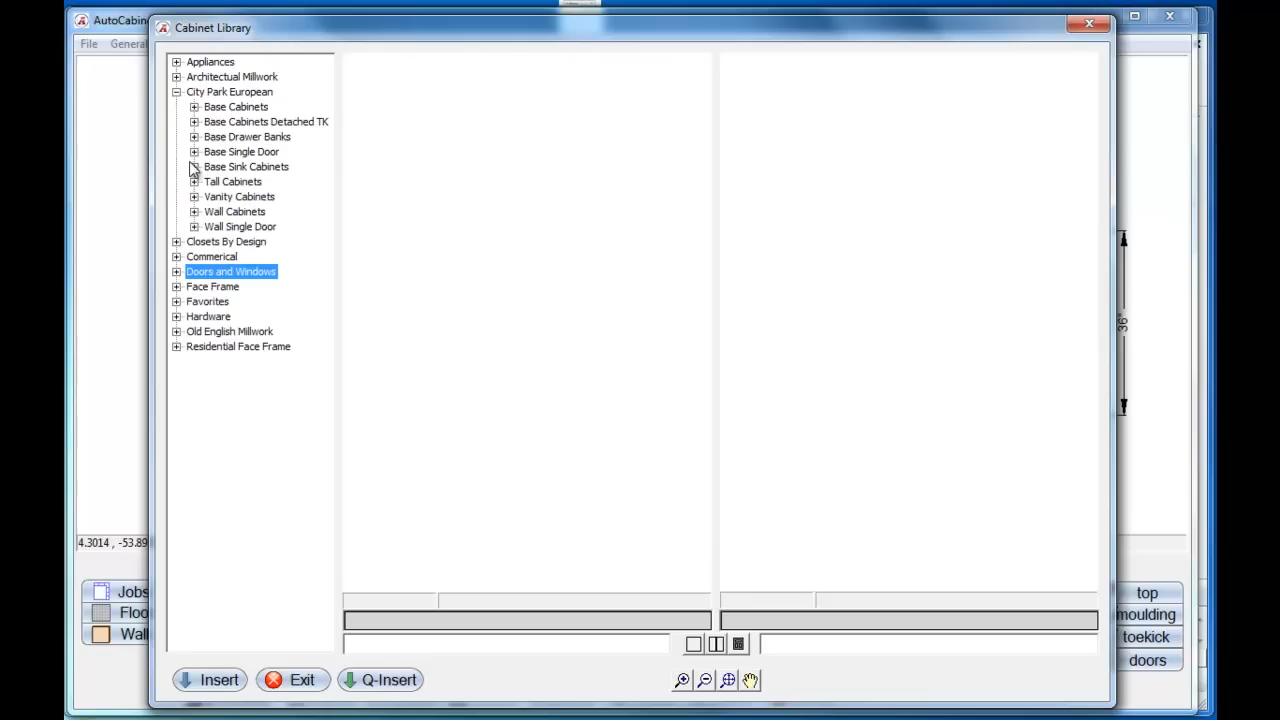 AutoCabine
Cabinet Library
File
General
Appliances
Architectual Millwork
City Park European
Base Cabinets
Base Cabinets Detached TK
Base Drawer Banks
Base Single Door
Base Sink Cabinets
Tall Cabinets
Vanity Cabinets
Wall Cabinets
Wall Single Door
Closets By Design
Commerical
Doors and Windows
Face Frame
Favorites
Hardware
Old English Millwork
Residential Face Frame
36"
4.3014 , -53.89
Jobs
Floo
Wall
top
moulding
toekick
doors
Insert
Exit
Q-Insert